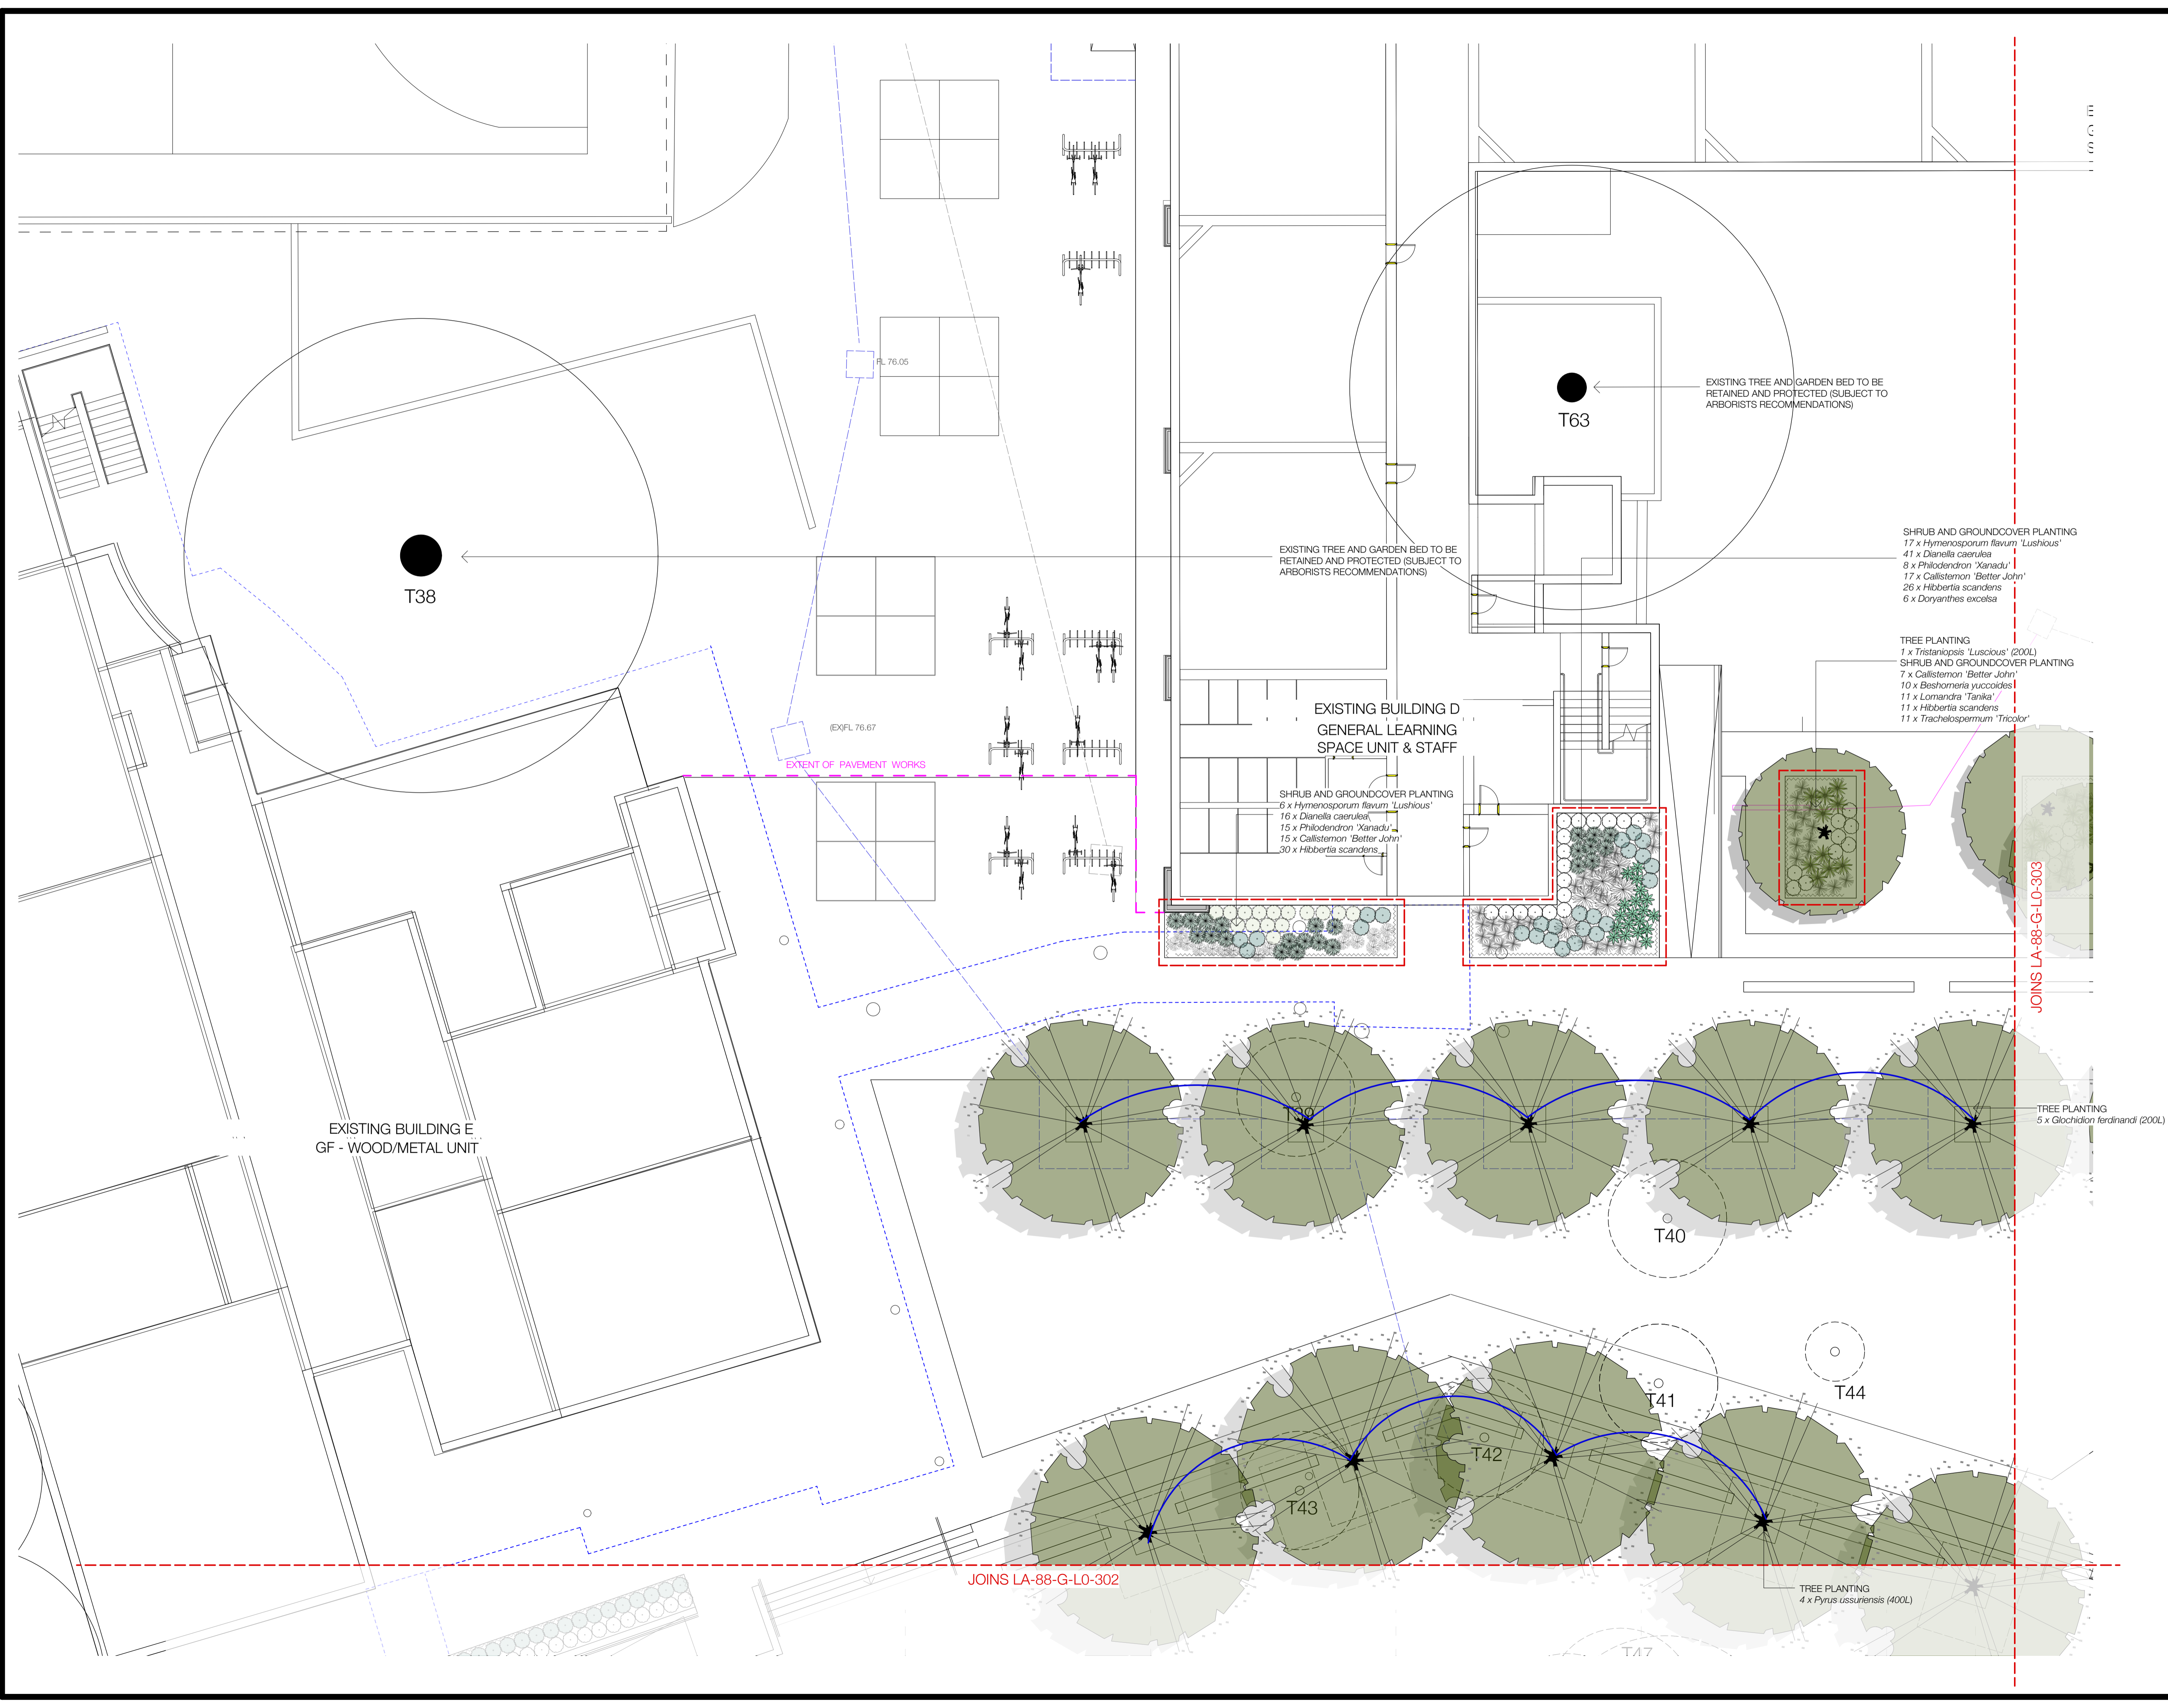 FL 76.05
T38
T63
EXISTING TREE AND GARDEN BED TO BE
RETAINED AND PROTECTED (SUBJECT TO
ARBORISTS RECOMMENDATIONS)
EXISTING TREE AND GARDEN BED TO BE
RETAINED AND PROTECTED (SUBJECT TO
ARBORISTS RECOMMENDATIONS)
SHRUB AND GROUNDCOVER PLANTING
17 x Hymenosporum flavum 'Lushious'
41 x Dianella caerulea
8 x Philodendron 'Xanadu'
17 x Callistemon 'Better John'
26 x Hibbertia scandens
6 x Doryanthes excelsa
TREE PLANTING
1 x Tristaniopsis 'Luscious' (200L)
SHRUB AND GROUNDCOVER PLANTING
7 x Callistemon 'Better John'
10 x Beshorneria yuccoides
11 x Lomandra 'Tanika'
11 x Hibbertia scandens
11 x Trachelospermum 'Tricolor'
(EX)FL 76.67
EXTENT OF PAVEMENT WORKS
EXISTING BUILDING D
GENERAL LEARNING
SPACE UNIT & STAFF
SHRUB AND GROUNDCOVER PLANTING
6 x Hymenosporum flavum 'Lushious'
16 x Dianella caerulea
15 x Philodendron 'Xanadu'
15 x Callistemon 'Better John'
30 x Hibbertia scandens
JOINS LA-88-G-L0-303
EXISTING BUILDING E
GF - WOOD/METAL UNIT
T39
TREE PLANTING
5 x Glochidion ferdinandi (200L)
T40
T41
T44
T42
T43
JOINS LA-88-G-L0-302
TREE PLANTING
4 x Pyrus ussuriensis (400L)
T47